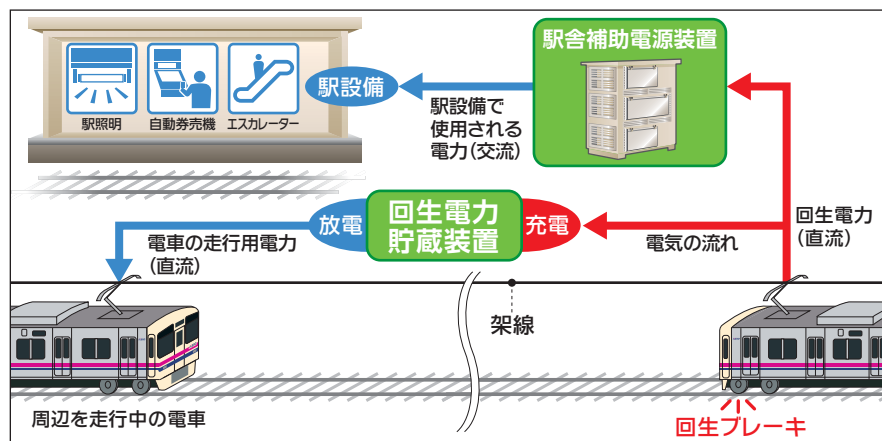 駅照明
自動券売機
エスカレーター
駅設備
駅設備で
使用される
電力(交流)
駅舎補助電源装置
放電
回生電力
貯蔵装置
充電
電車の走行用電力
(直流)
電気の流れ
回生電力
(直流)
架線
周辺を走行中の電車
回生ブレーキ